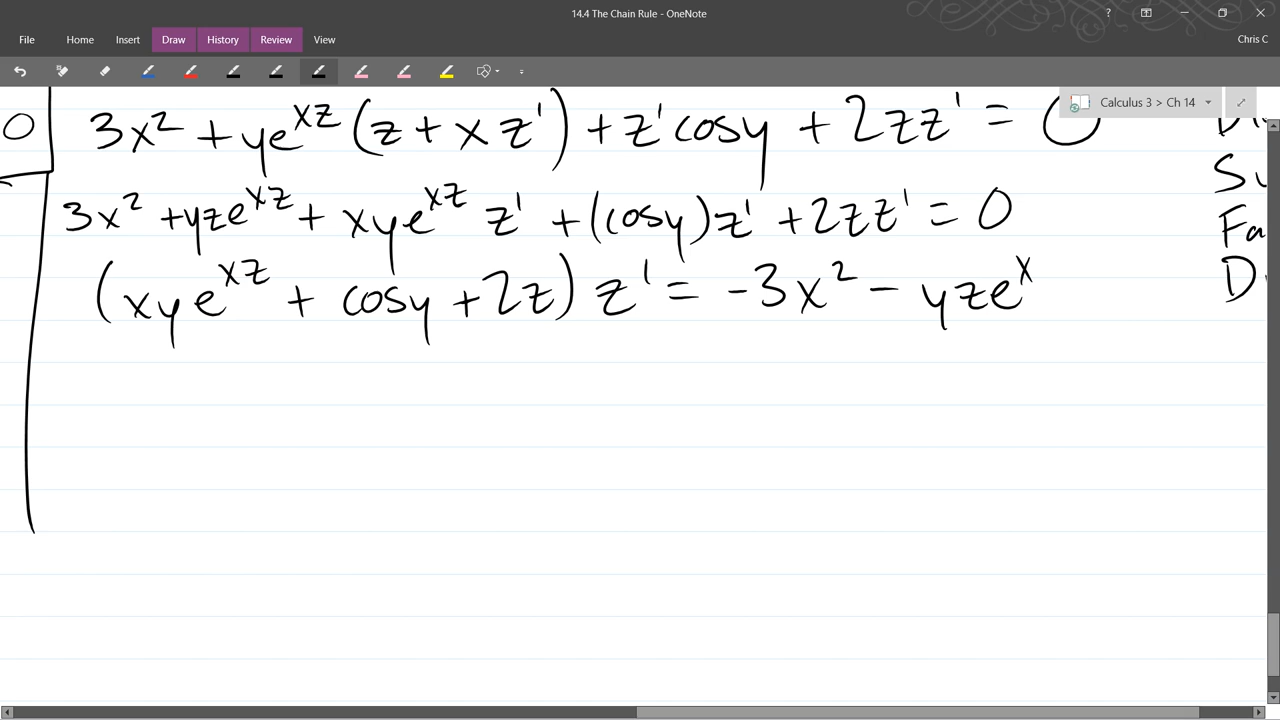 14.4 The Chain Rule - OneNote
File Home Insert Draw History Review View Chris C
Calculus 3 > Ch 14
0 3x² + ye^{xz}(z + xz') + z'cosy + 2zz' = 0
3x² + yze^{xz} + xye^{xz} z' + (cosy)z' + 2zz' = 0
(xye^{xz} + cosy + 2z) z' = -3x² - yze^{x}
Fa
D